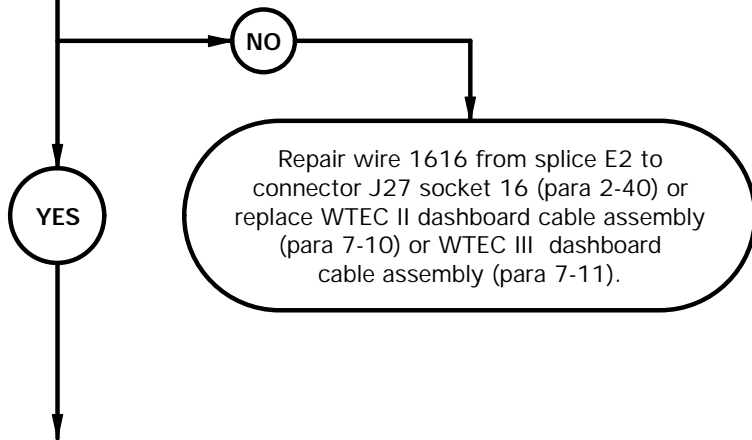 NO
Repair wire 1616 from splice E2 to
connector J27 socket 16 (para 2-40) or
replace WTEC II dashboard cable assembly
(para 7-10) or WTEC III dashboard
cable assembly (para 7-11).
YES